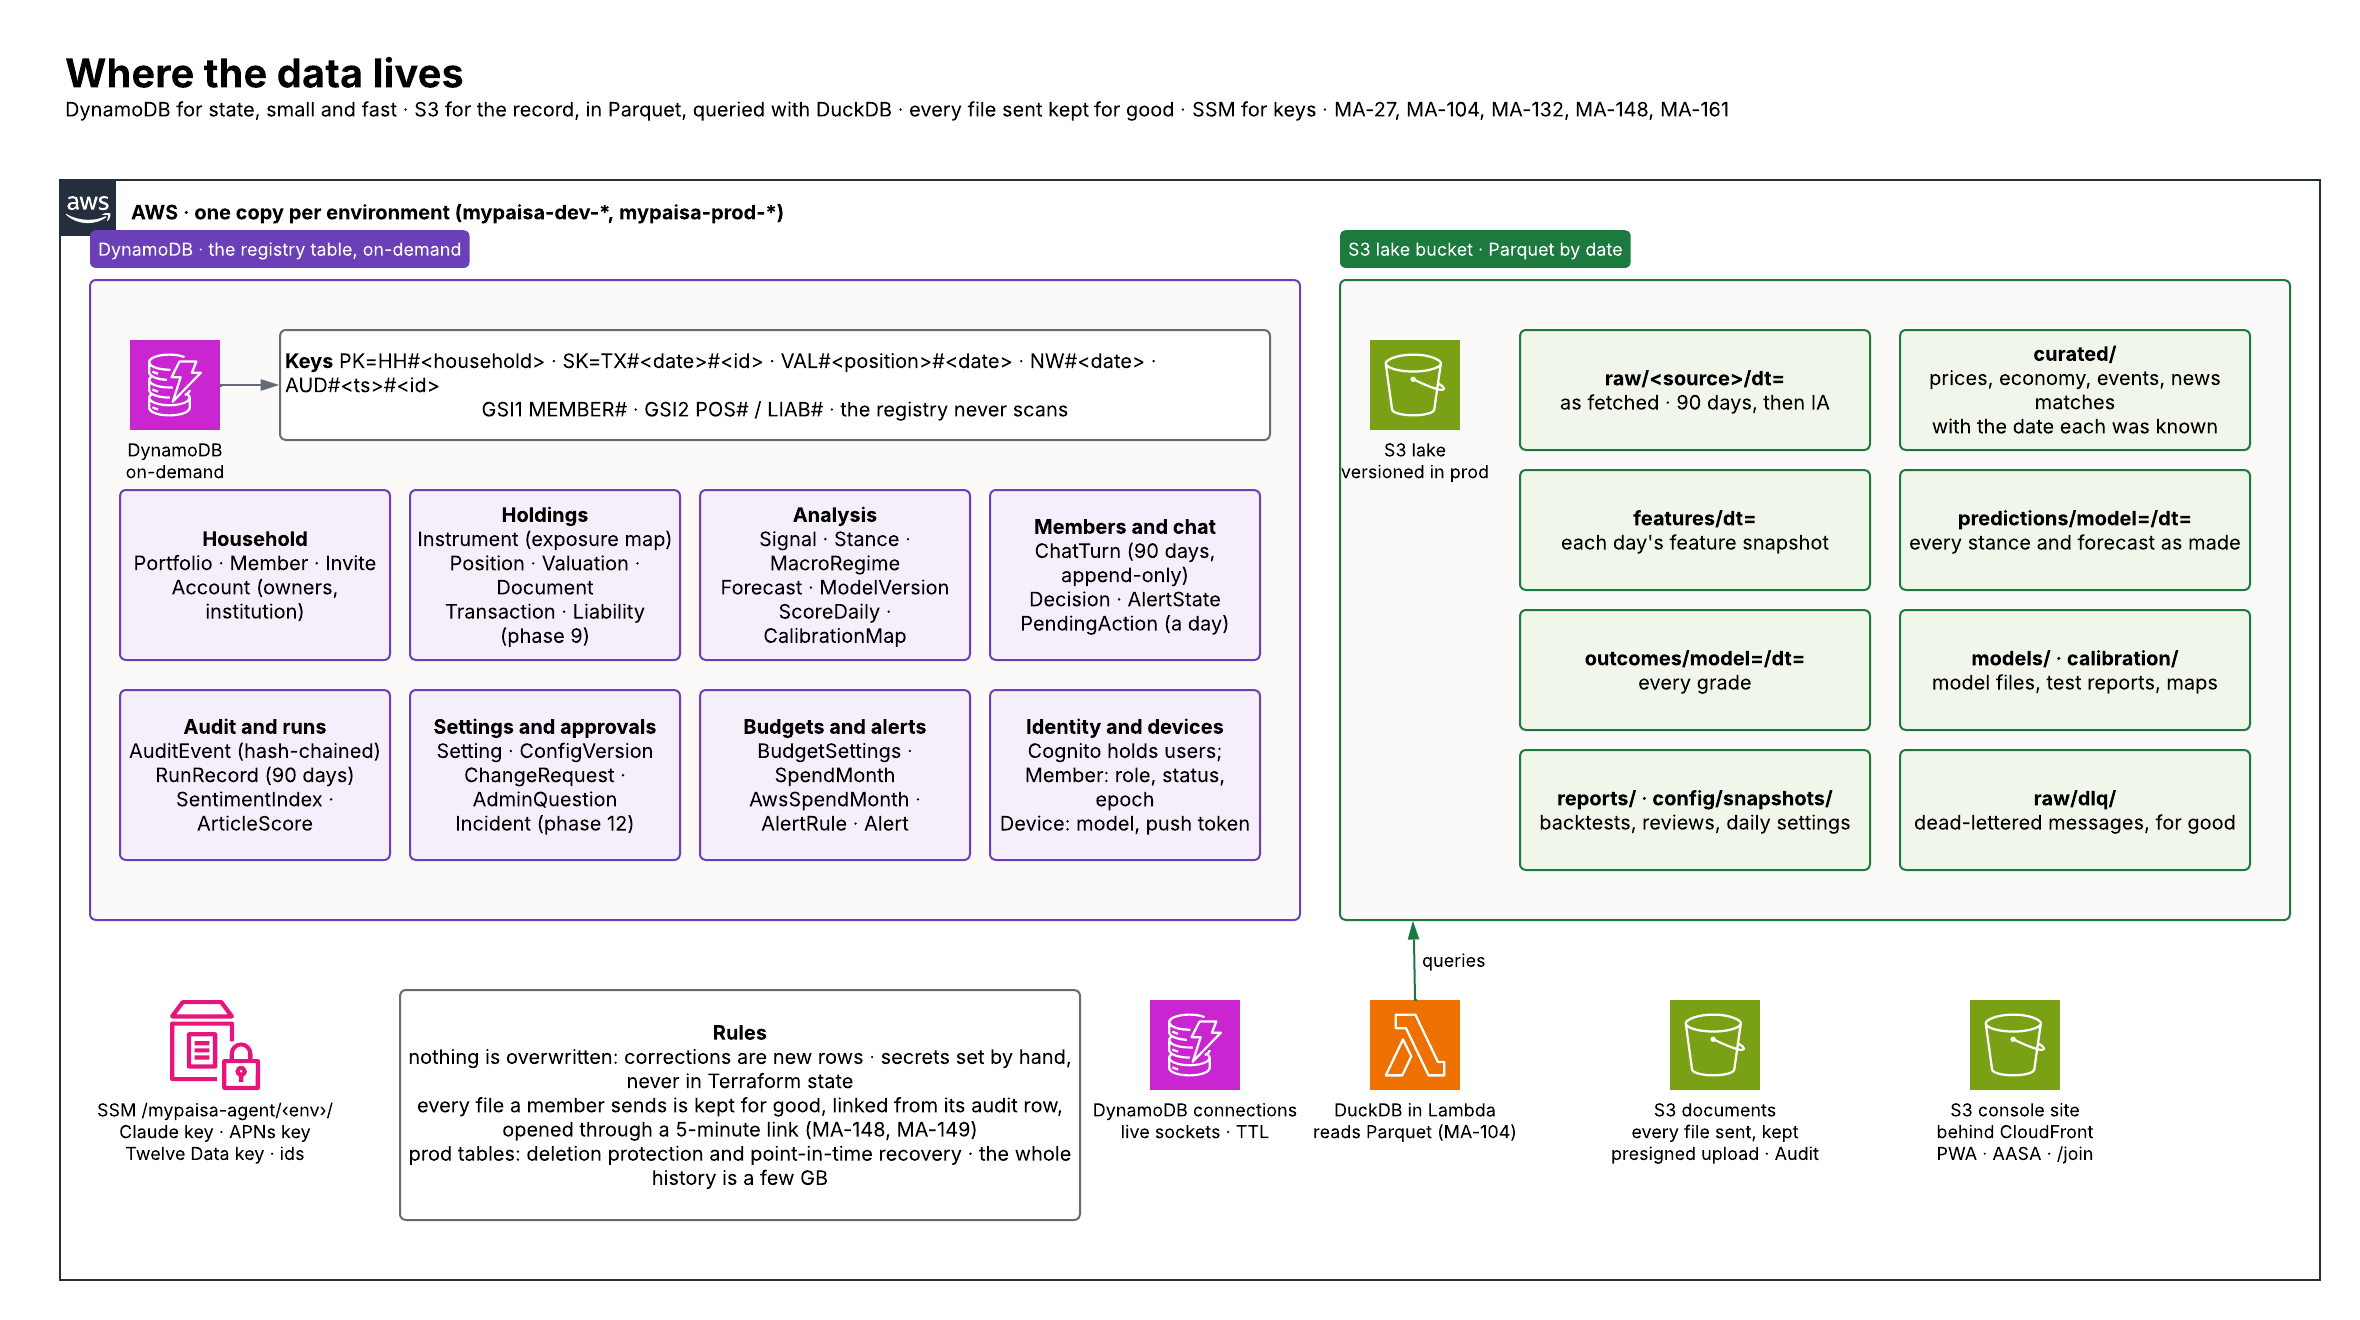 Where the data lives
DynamoDB for state, small and fast · S3 for the record, in Parquet, queried with DuckDB · every file sent kept for good · SSM for keys · MA-27, MA-104, MA-132, MA-148, MA-161
aws
AWS · one copy per environment (mypaisa-dev-*, mypaisa-prod-*)
DynamoDB · the registry table, on-demand
DynamoDB
on-demand
Keys PK=HH#<household> · SK=TX#<date>#<id> · VAL#<position>#<date> · NW#<date> ·
AUD#<ts>#<id>
GSI1 MEMBER# · GSI2 POS# / LIAB# · the registry never scans
Household
Portfolio · Member · Invite
Account (owners,
institution)
Holdings
Instrument (exposure map)
Position · Valuation ·
Document
Transaction · Liability
(phase 9)
Analysis
Signal · Stance ·
MacroRegime
Forecast · ModelVersion
ScoreDaily ·
CalibrationMap
Members and chat
ChatTurn (90 days,
append-only)
Decision · AlertState
PendingAction (a day)
Audit and runs
AuditEvent (hash-chained)
RunRecord (90 days)
SentimentIndex ·
ArticleScore
Settings and approvals
Setting · ConfigVersion
ChangeRequest ·
AdminQuestion
Incident (phase 12)
Budgets and alerts
BudgetSettings ·
SpendMonth
AwsSpendMonth ·
AlertRule · Alert
Identity and devices
Cognito holds users;
Member: role, status,
epoch
Device: model, push token
S3 lake bucket · Parquet by date
S3 lake
versioned in prod
raw/<source>/dt=
as fetched · 90 days, then IA
curated/
prices, economy, events, news
matches
with the date each was known
features/dt=
each day's feature snapshot
predictions/model=/dt=
every stance and forecast as made
outcomes/model=/dt=
every grade
models/ · calibration/
model files, test reports, maps
reports/ · config/snapshots/
backtests, reviews, daily settings
raw/dlq/
dead-lettered messages, for good
queries
SSM /mypaisa-agent/‹env›/
Claude key · APNs key
Twelve Data key · ids
Rules
nothing is overwritten: corrections are new rows · secrets set by hand,
never in Terraform state
every file a member sends is kept for good, linked from its audit row,
opened through a 5-minute link (MA-148, MA-149)
prod tables: deletion protection and point-in-time recovery · the whole
history is a few GB
DynamoDB connections
live sockets · TTL
DuckDB in Lambda
reads Parquet (MA-104)
S3 documents
every file sent, kept
presigned upload · Audit
S3 console site
behind CloudFront
PWA · AASA · /join